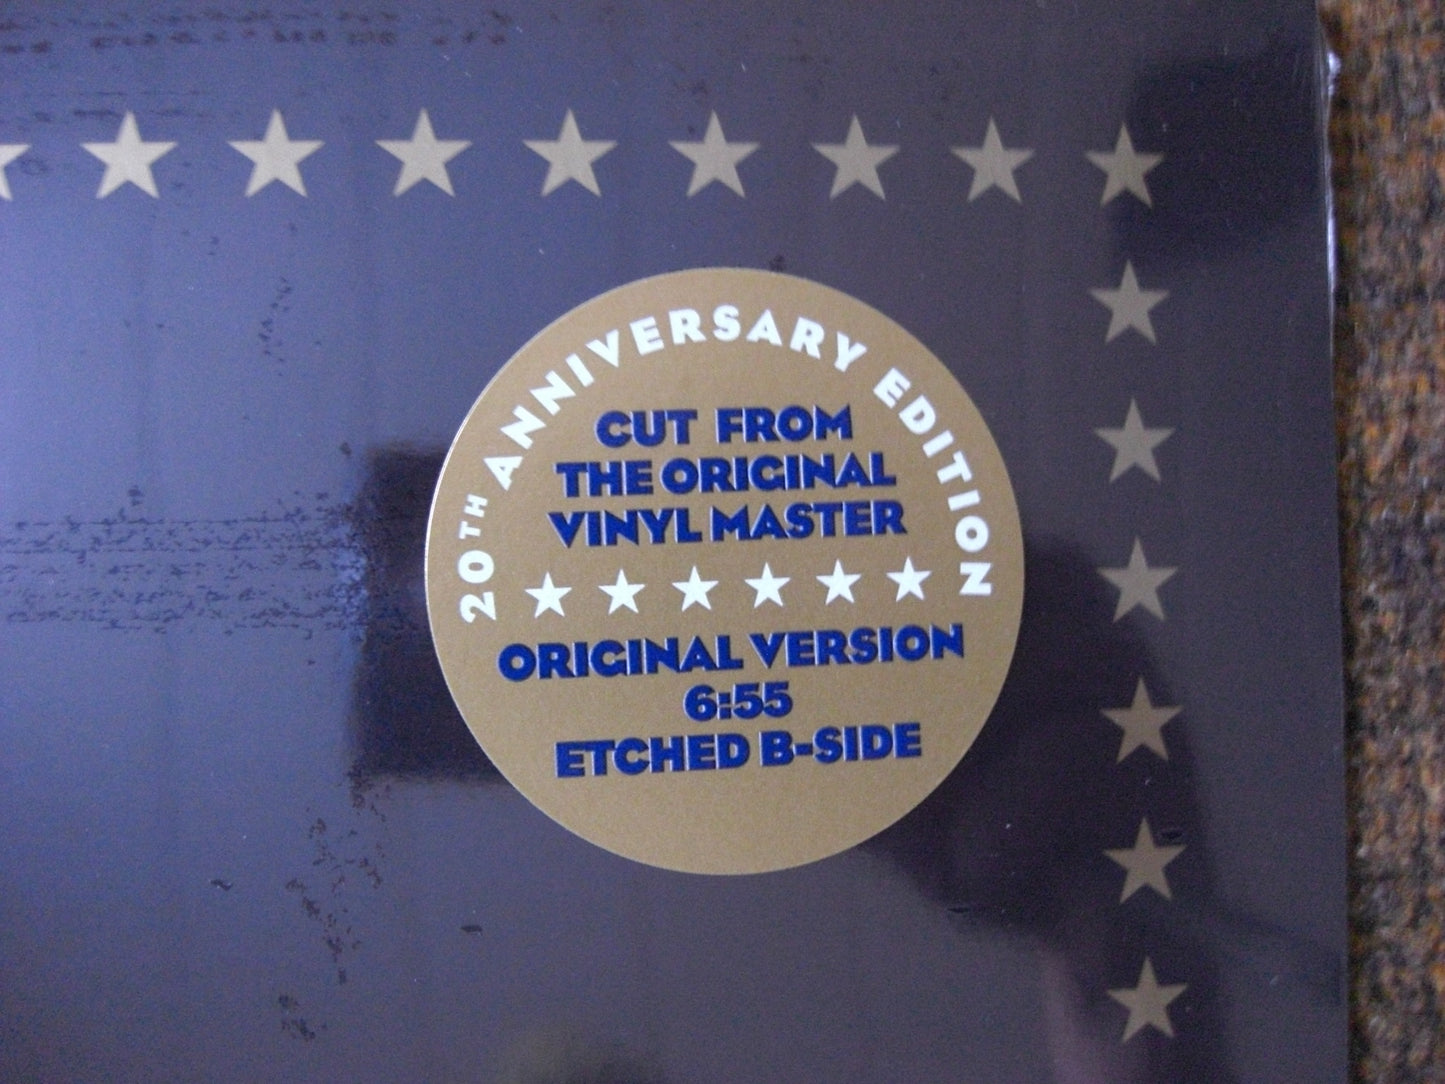 20TH ANNIVERSARY EDITION
CUT FROM
THE ORIGINAL
VINYL MASTER
ORIGINAL VERSION
6:55
ETCHED B-SIDE